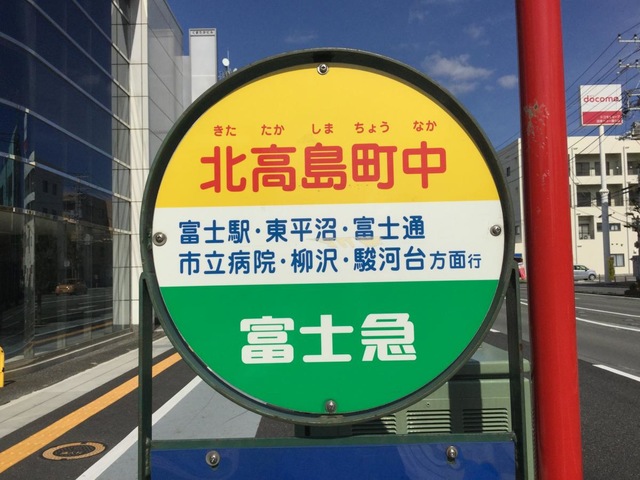 きた たか しま ちょう なか
北高島町中
富士駅・東平沼・富士通
市立病院・柳沢・駿河台方面行
富士急
docomo